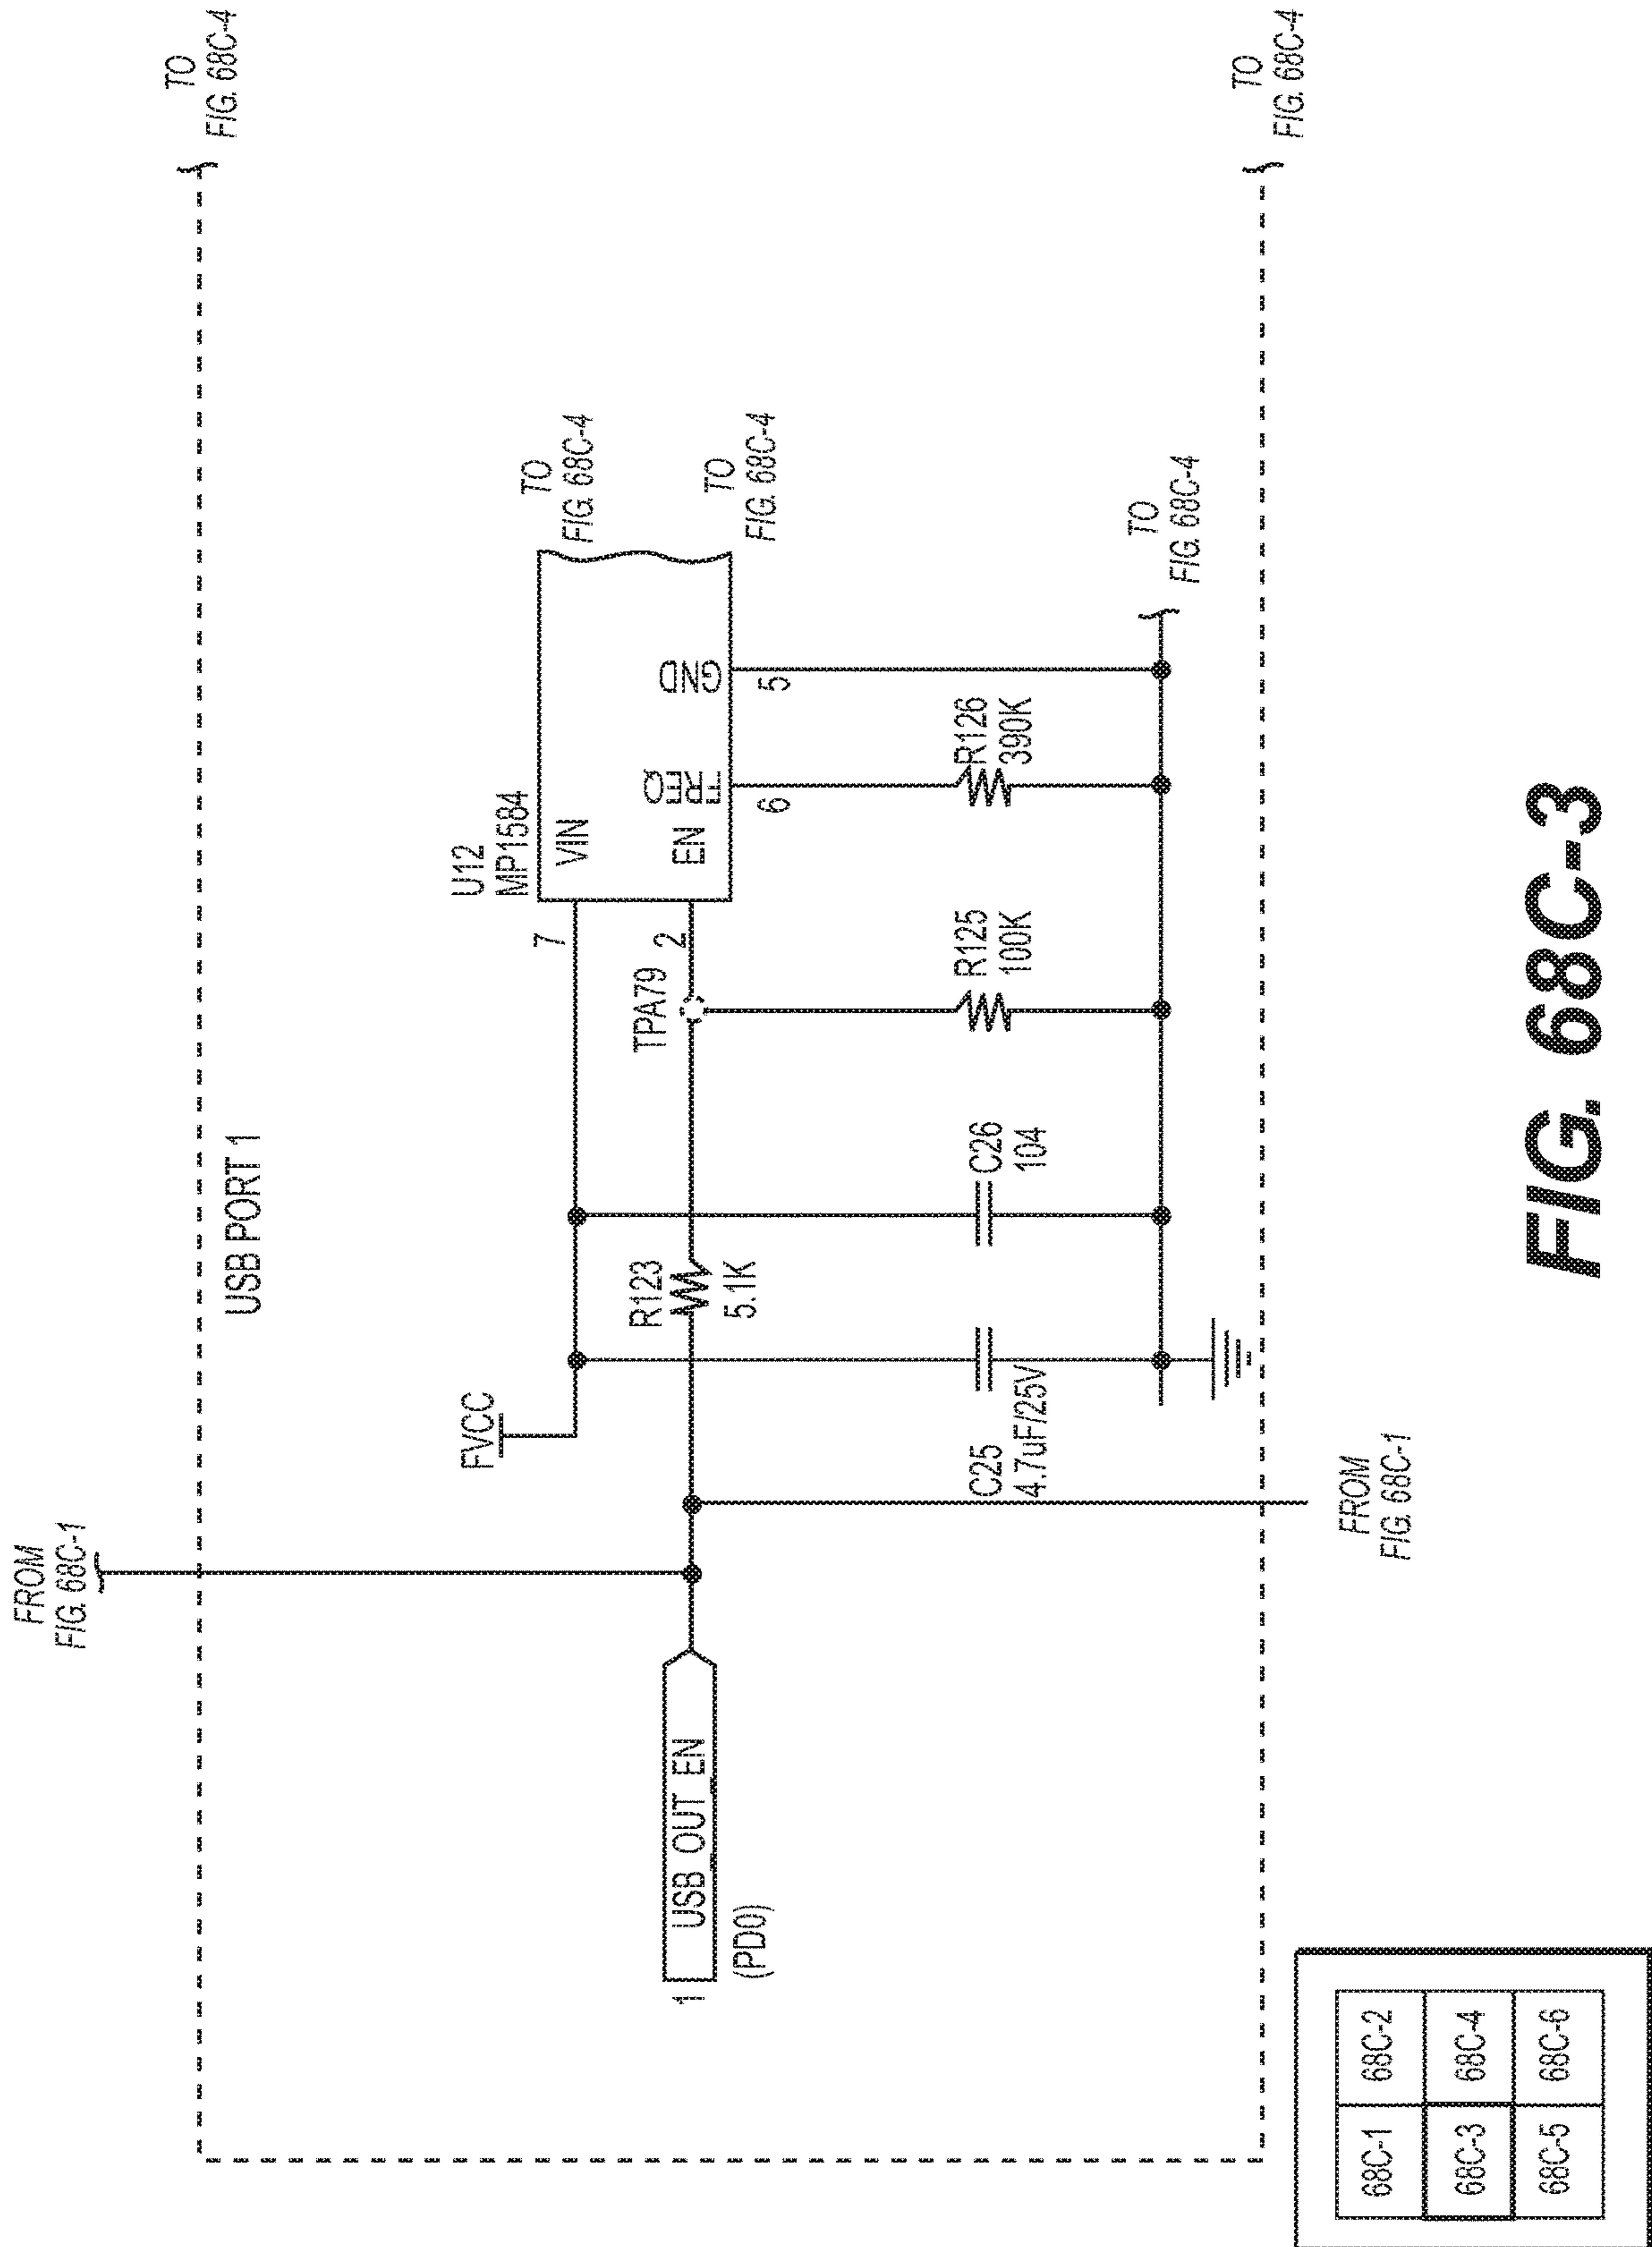 FROM
FIG. 68C-1
TO
FIG. 68C-4
USB PORT 1
FVCC
U12
MP1584
TO
FIG. 68C-4
7
VIN
1
USB_OUT_EN
(PD0)
R123
5.1K
TPA79
2
EN
FREQ
6
GND
5
TO
FIG. 68C-4
C25
4.7uF/25V
C26
104
R125
100K
R126
390K
TO
FIG. 68C-4
FROM
FIG. 68C-1
TO
FIG. 68C-4
68C-1 68C-2
68C-3 68C-4
68C-5 68C-6
FIG. 68C-3